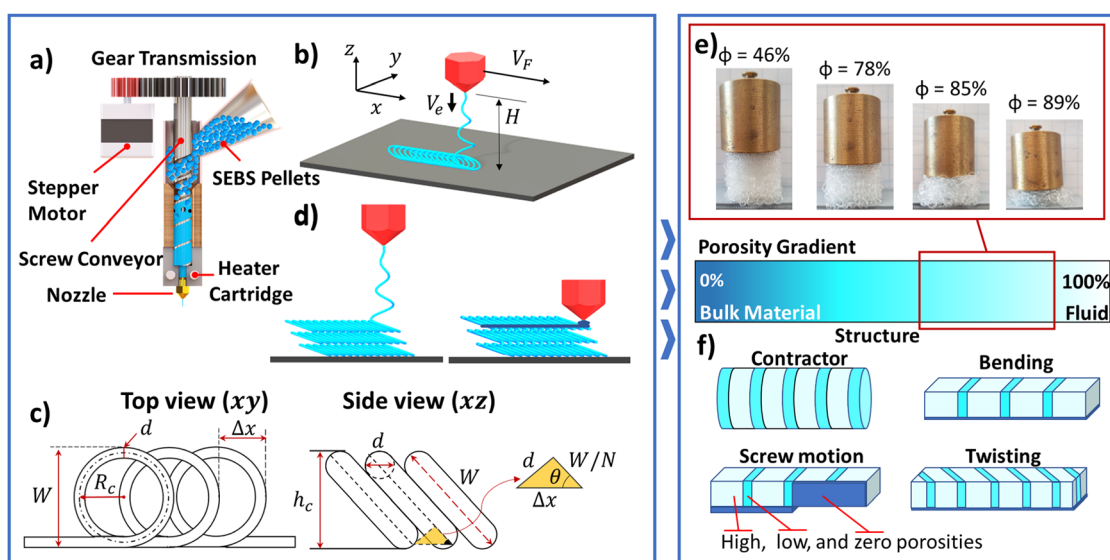 a)
Gear Transmission
Stepper
Motor
SEBS Pellets
Screw Conveyor
Heater
Cartridge
Nozzle
b)
z
y
x
V_F
V_e
H
d)
c)
Top view (xy)
d
Δx
W
R_c
Side view (xz)
d
W
h_c
d
W/N
θ
Δx
e)
ϕ = 46%
ϕ = 78%
ϕ = 85%
ϕ = 89%
Porosity Gradient
0%
100%
Bulk Material
Fluid
Structure
f)
Contractor
Bending
Screw motion
Twisting
High, low, and zero porosities